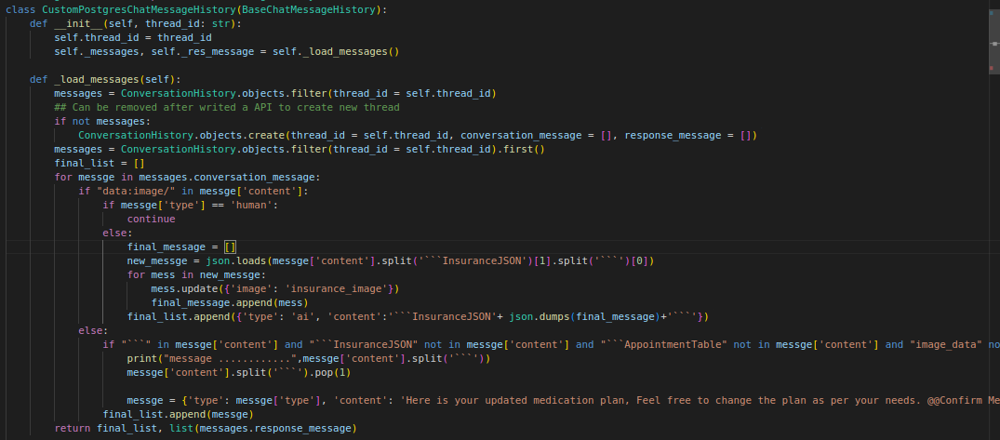 class CustomPostgresChatMessageHistory(BaseChatMessageHistory):
def __init__(self, thread_id: str):
self.thread_id = thread_id
self._messages, self._res_message = self._load_messages()
def _load_messages(self):
messages = ConversationHistory.objects.filter(thread_id = self.thread_id)
## Can be removed after writed a API to create new thread
if not messages:
ConversationHistory.objects.create(thread_id = self.thread_id, conversation_message = [], response_message = [])
messages = ConversationHistory.objects.filter(thread_id = self.thread_id).first()
final_list = []
for messge in messages.conversation_message:
if "data:image/" in messge['content']:
if messge['type'] == 'human':
continue
else:
final_message = []
new_messge = json.loads(messge['content'].split('```InsuranceJSON')[1].split('```')[0])
for mess in new_messge:
mess.update({'image': 'insurance_image'})
final_message.append(mess)
final_list.append({'type': 'ai', 'content':'```InsuranceJSON'+ json.dumps(final_message)+'```'})
else:
if "```" in messge['content'] and "```InsuranceJSON" not in messge['content'] and "```AppointmentTable" not in messge['content'] and "image_data" no
print("message ............",messge['content'].split('```'))
messge['content'].split('```').pop(1)
messge = {'type': messge['type'], 'content': 'Here is your updated medication plan, Feel free to change the plan as per your needs. @@Confirm Me
final_list.append(messge)
return final_list, list(messages.response_message)